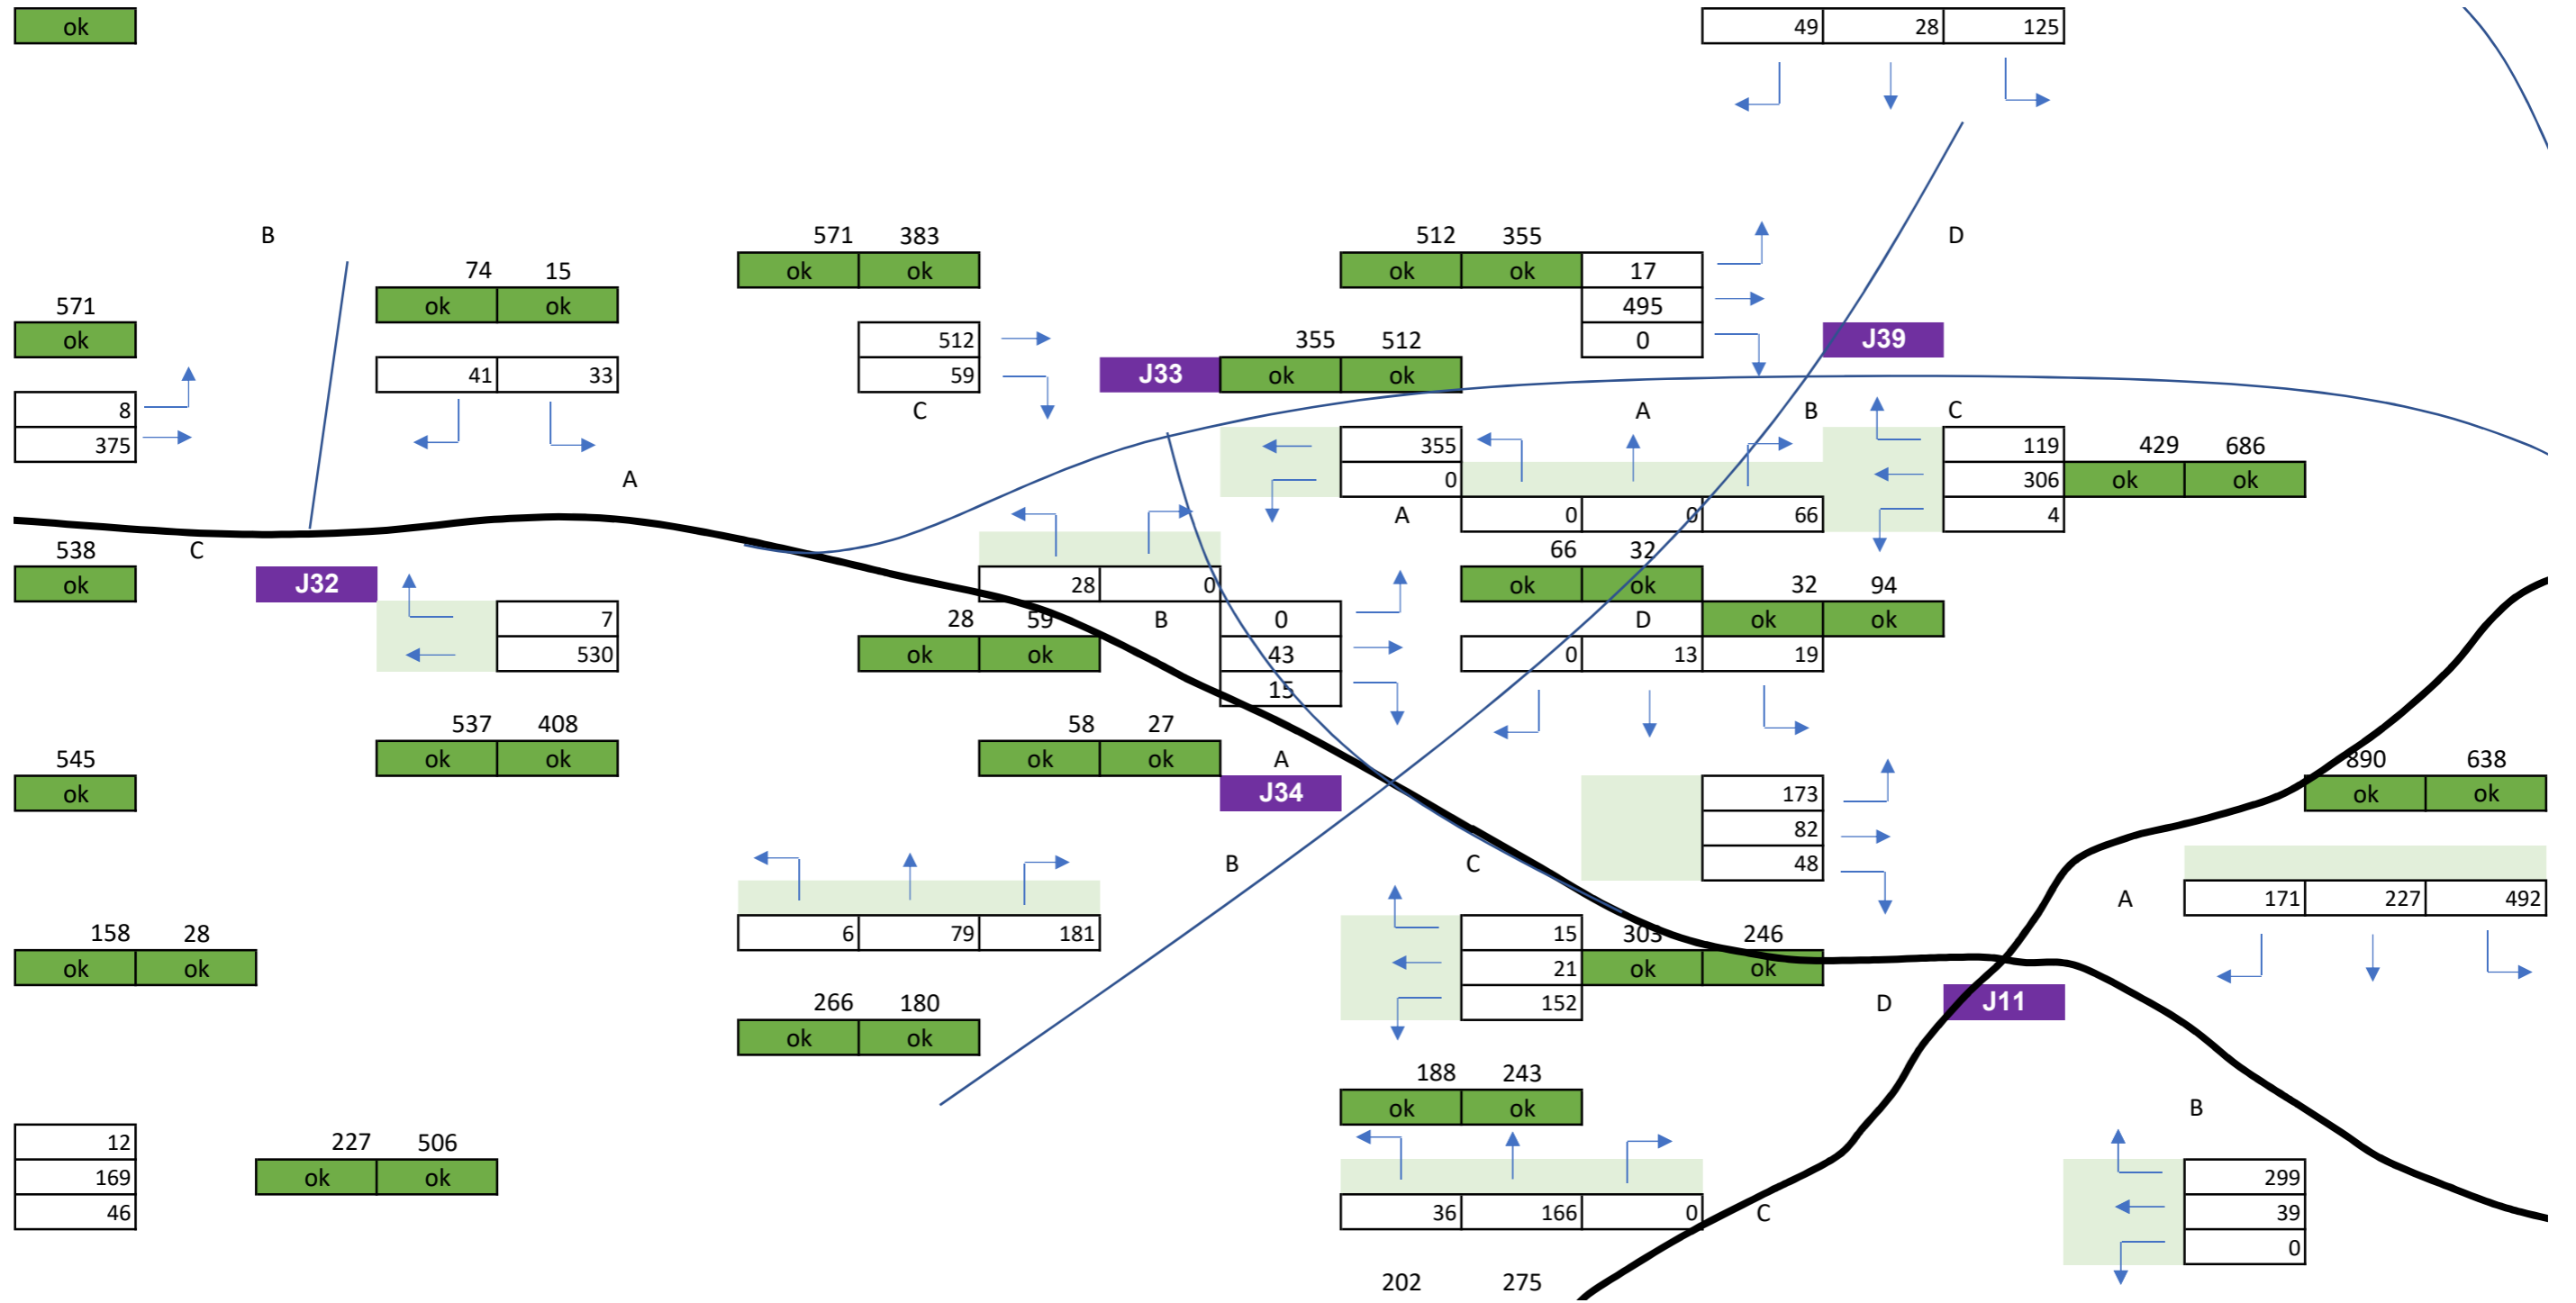 ok 49 28 125
B 571 383 512 355 D
74 15 ok ok ok ok 17
ok ok 495
571 355 512 0 J39
ok 512 J33 ok ok
41 33 59
8 C A B C
375 355 119 429 686
A 0 306 ok ok
A 0 0 66 4
538 C 66 32
ok J32 28 0 ok ok 32 94
7 28 59 B 0 D ok ok
530 ok ok 43 0 13 19
15
537 408 58 27
545 ok ok ok ok A 890 638
ok J34 173 ok ok
82
B C 48 A 171 227 492
158 28 6 79 181 15 303 246
ok ok 21 ok ok
266 180 152 D J11
ok ok
188 243
ok ok B
12 227 506
169 ok ok 299
46 36 166 0 C 39
0
202 275